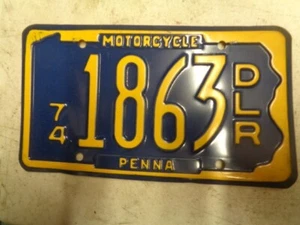 MOTORCYCLE
74 1863 DLR
PENNA